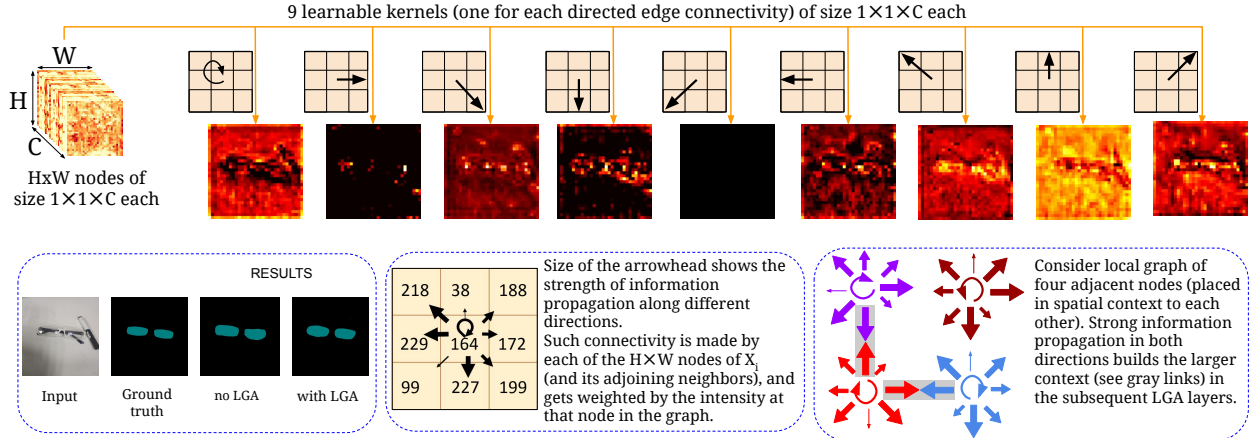 9 learnable kernels (one for each directed edge connectivity) of size 1×1×C each
W
H
C
HxW nodes of
size 1×1×C each
RESULTS
Input
Ground
truth
no LGA
with LGA
218 38 188
229 164 172
99 227 199
Size of the arrowhead shows the
strength of information
propagation along different
directions.
Such connectivity is made by
each of the H×W nodes of Xi
(and its adjoining neighbors), and
gets weighted by the intensity at
that node in the graph.
Consider local graph of
four adjacent nodes (placed
in spatial context to each
other). Strong information
propagation in both
directions builds the larger
context (see gray links) in
the subsequent LGA layers.